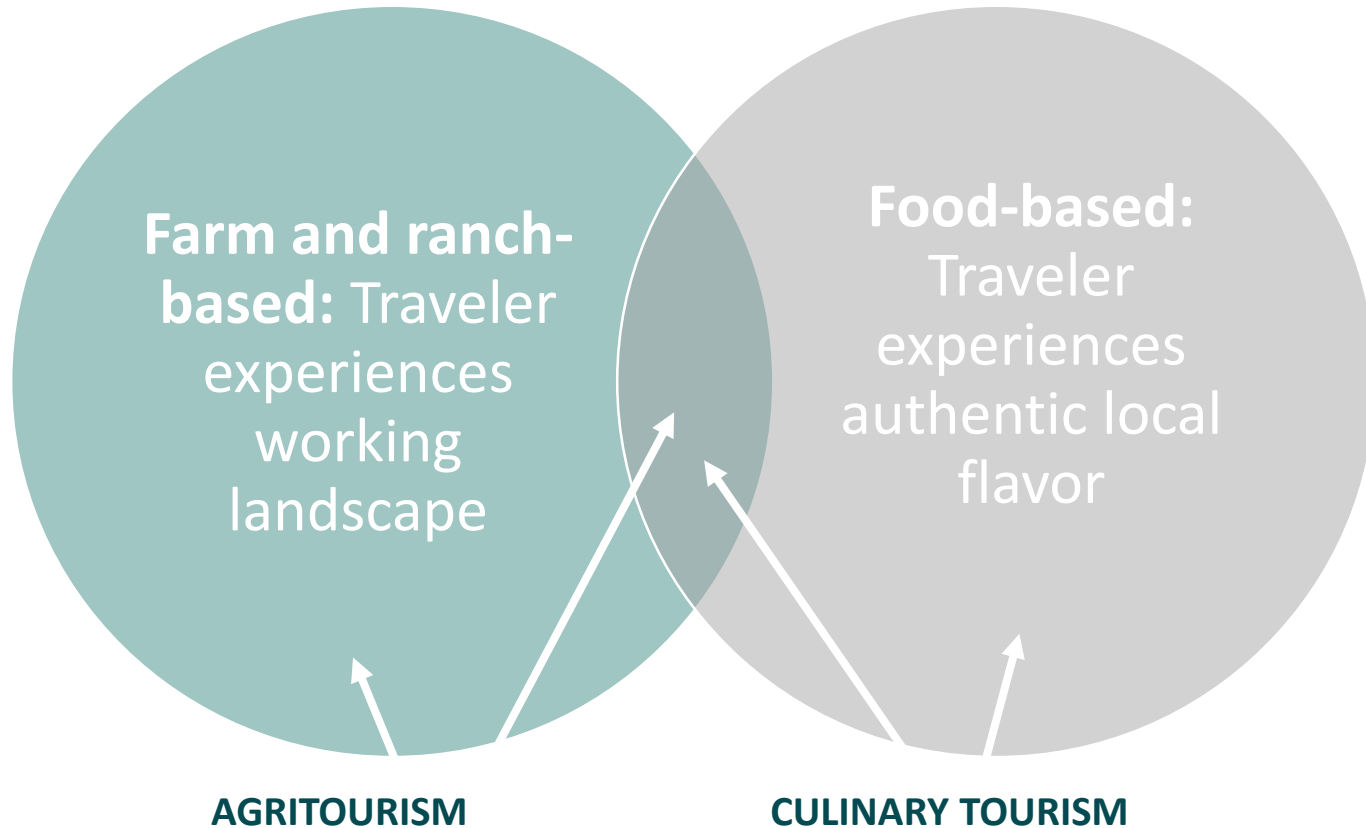 Farm and ranch-
based: Traveler
experiences
working
landscape
Food-based:
Traveler
experiences
authentic local
flavor
AGRITOURISM
CULINARY TOURISM